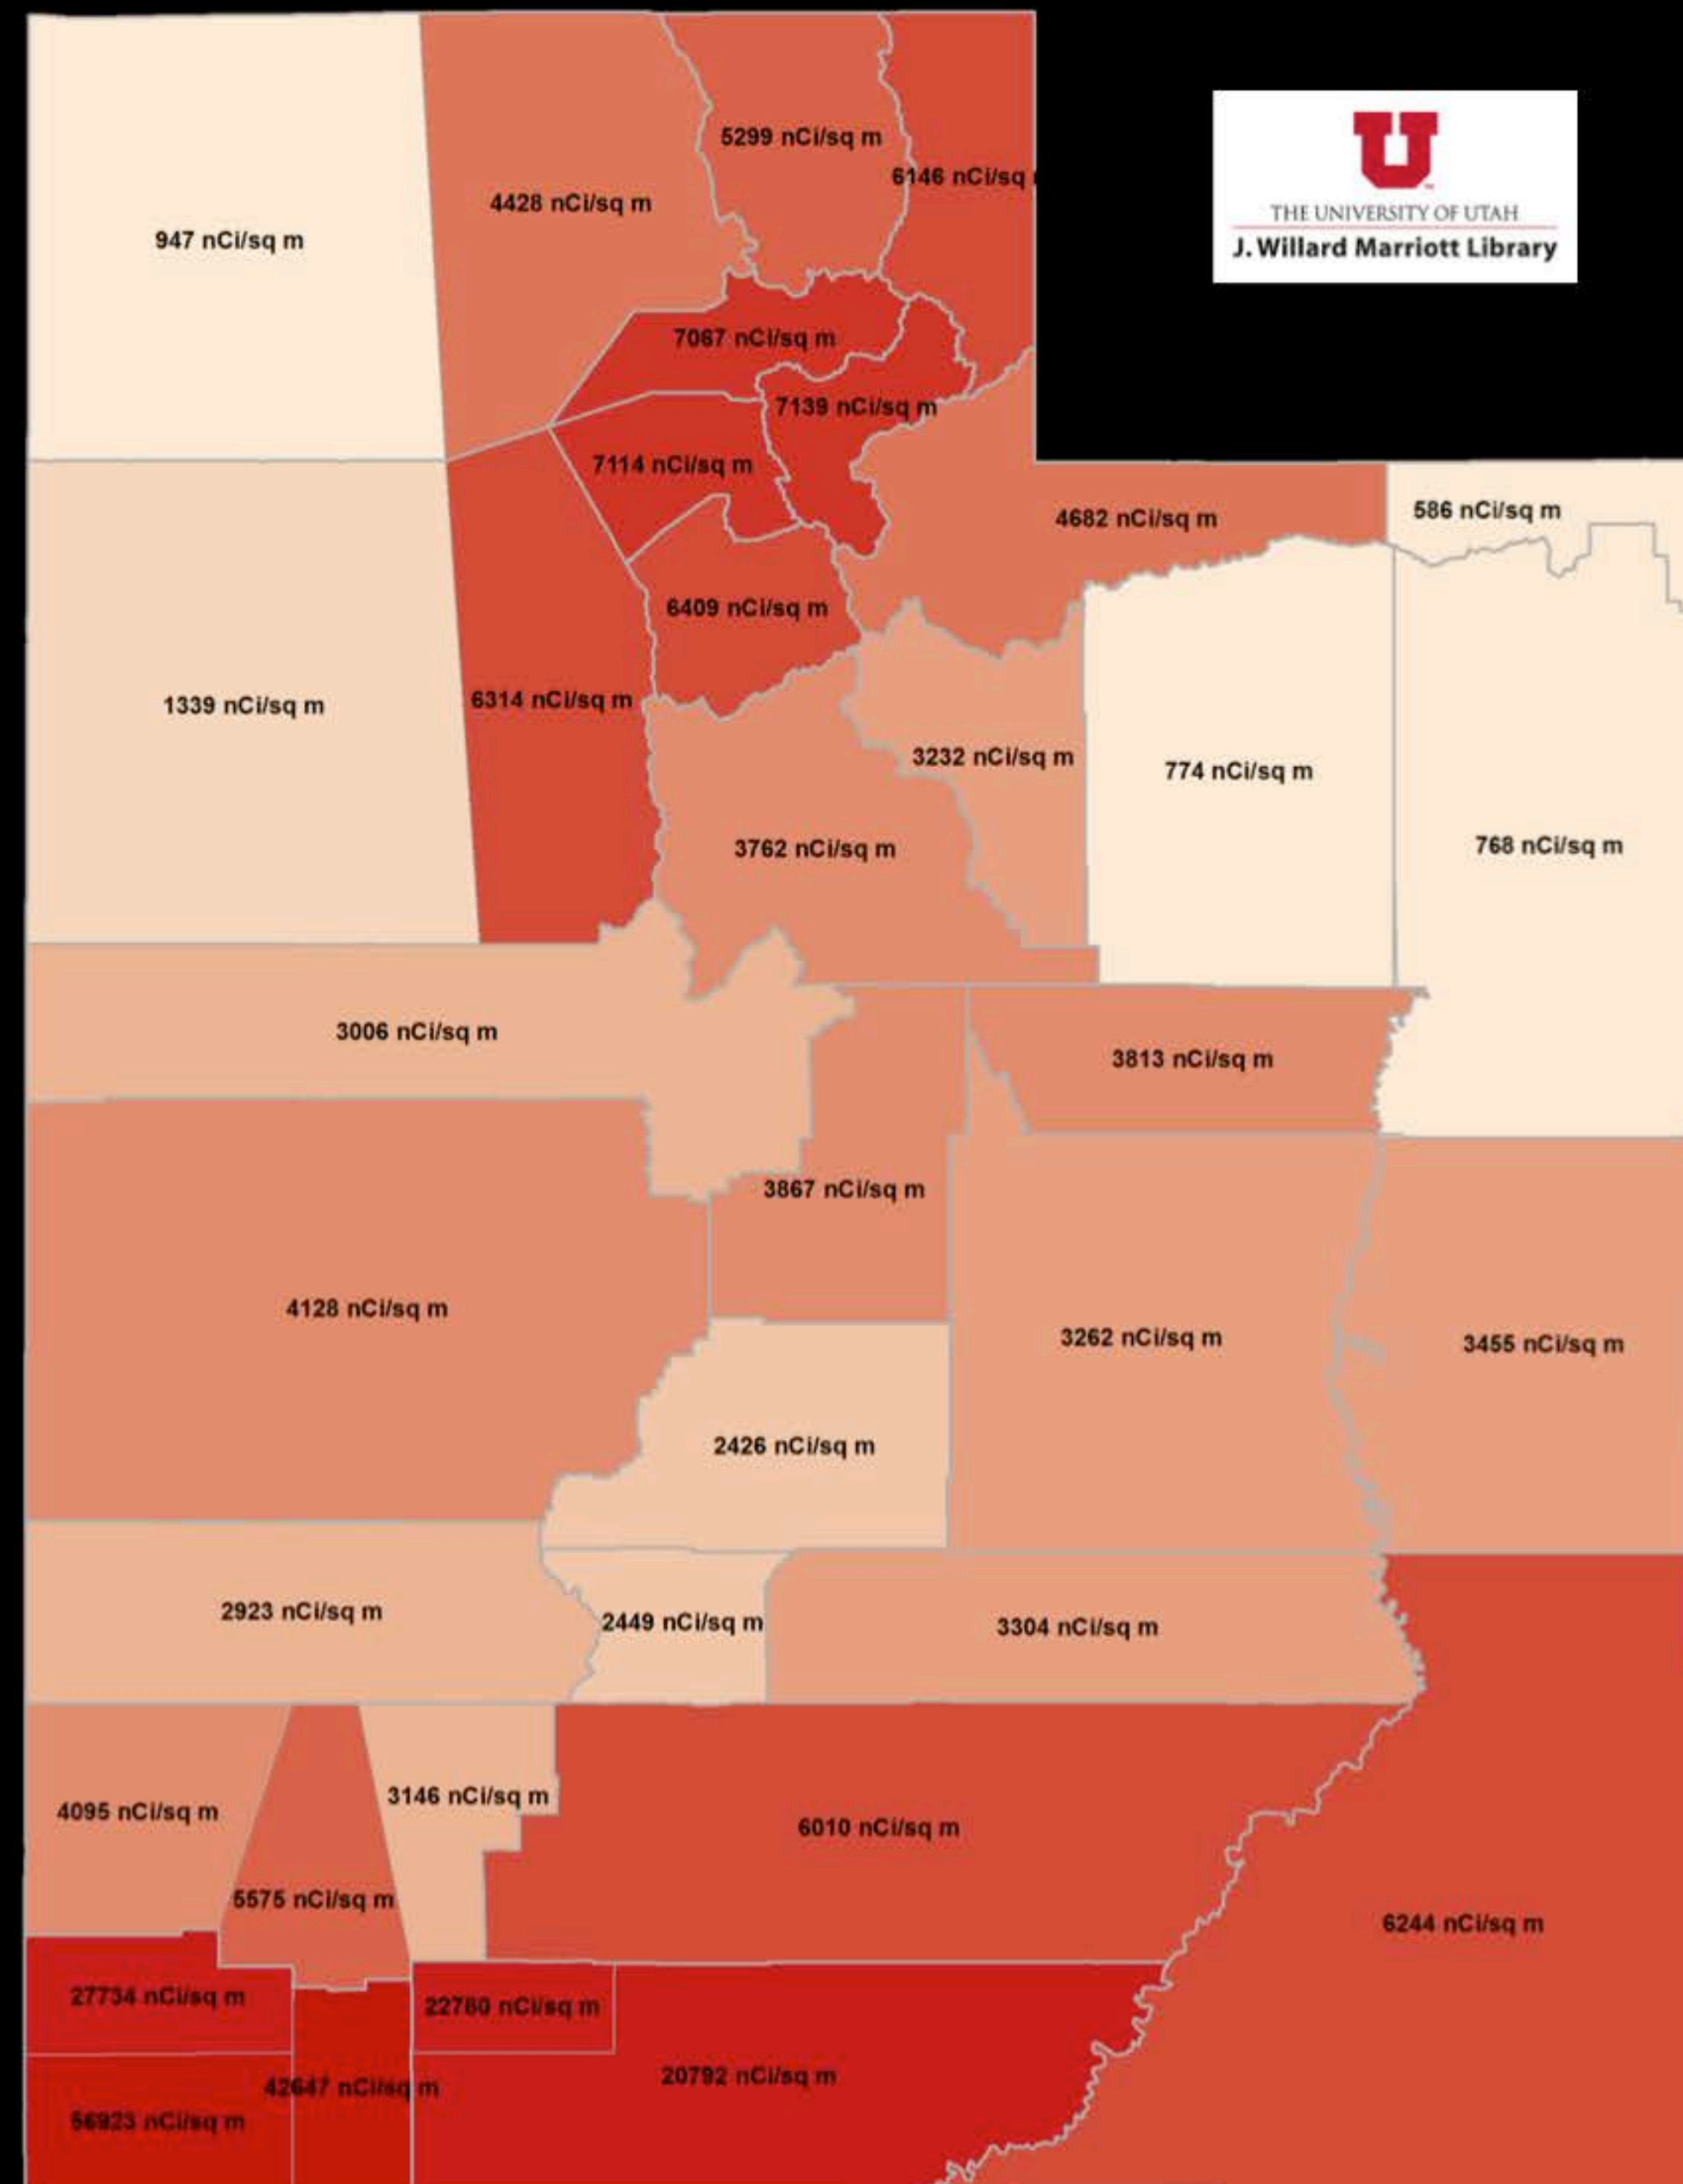 5299 nCi/sq m
6146 nCi/sq
4428 nCi/sq m
947 nCi/sq m
THE UNIVERSITY OF UTAH
J. Willard Marriott Library
7067 nCi/sq m
7139 nCi/sq m
7114 nCi/sq m
4682 nCi/sq m
586 nCi/sq m
6409 nCi/sq m
1339 nCi/sq m
6314 nCi/sq m
3232 nCi/sq m
774 nCi/sq m
3762 nCi/sq m
768 nCi/sq m
3006 nCi/sq m
3813 nCi/sq m
3867 nCi/sq m
4128 nCi/sq m
3262 nCi/sq m
3455 nCi/sq m
2426 nCi/sq m
2923 nCi/sq m
2449 nCi/sq m
3304 nCi/sq m
4095 nCi/sq m
3146 nCi/sq m
6010 nCi/sq m
5575 nCi/sq m
6244 nCi/sq m
27734 nCi/sq m
22780 nCi/sq m
20792 nCi/sq m
42647 nCi/sq m
56923 nCi/sq m